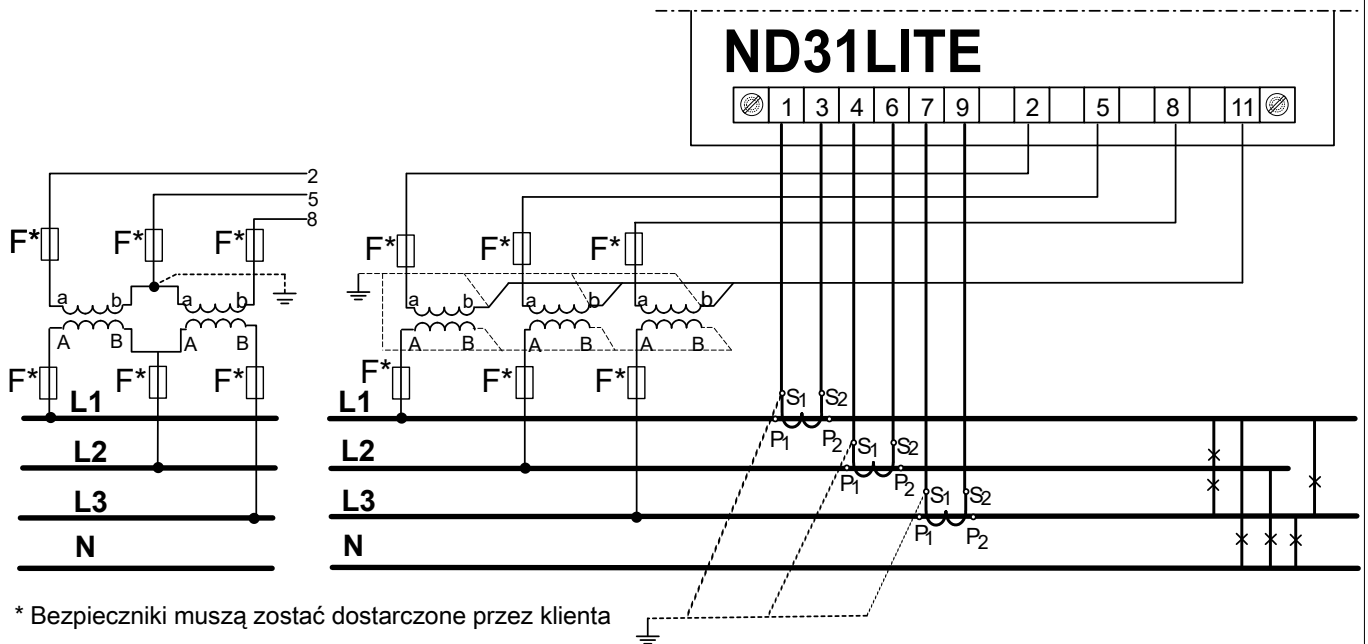 ND31LITE
1 3 4 6 7 9 2 5 8 11
2
5
8
F* F* F* F* F* F*
a b a b a b a b a b
A B A B A B A B A B
F* F* F* F* F* F*
L1 L1 S1 S2
P1 P2
L2 L2 S1 S2
P1 P2
L3 L3 S1 S2
P1 P2
N N
* Bezpieczniki muszą zostać dostarczone przez klienta